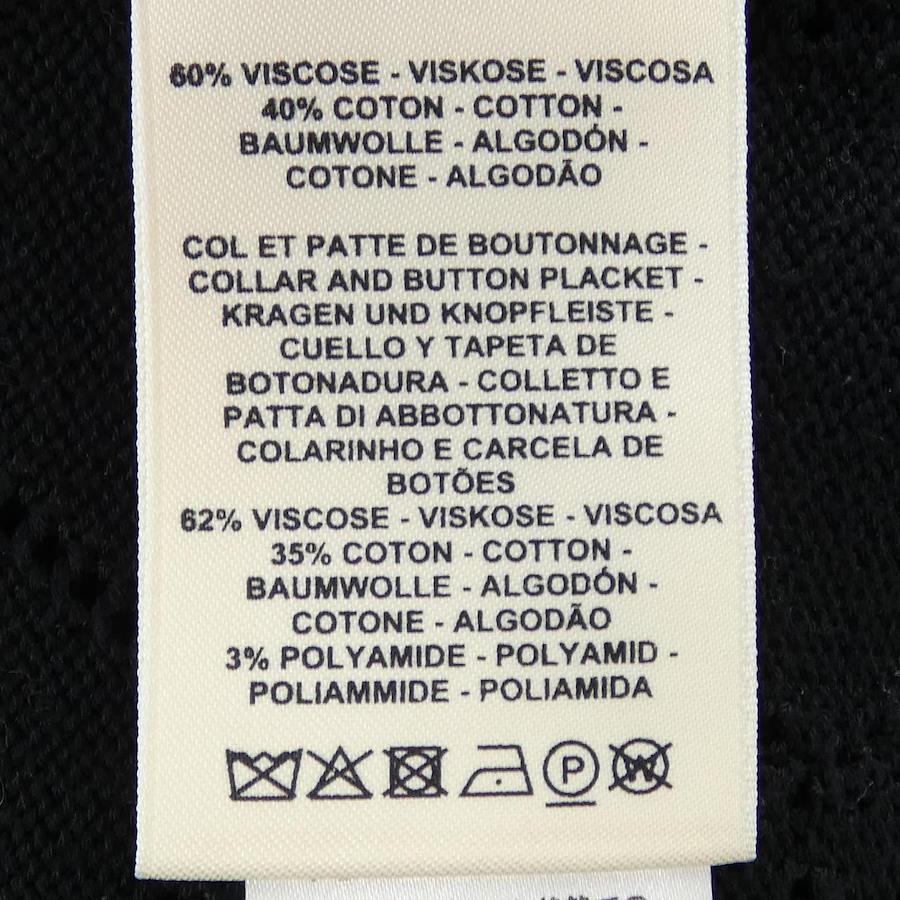 60% VISCOSE - VISKOSE - VISCOSA
40% COTON - COTTON -
BAUMWOLLE - ALGODÓN -
COTONE - ALGODÃO
COL ET PATTE DE BOUTONNAGE -
COLLAR AND BUTTON PLACKET -
KRAGEN UND KNOPFLEISTE -
CUELLO Y TAPETA DE
BOTONADURA - COLLETTO E
PATTA DI ABBOTTONATURA -
COLARINHO E CARCELA DE
BOTÕES
62% VISCOSE - VISKOSE - VISCOSA
35% COTON - COTTON -
BAUMWOLLE - ALGODÓN -
COTONE - ALGODÃO
3% POLYAMIDE - POLYAMID -
POLIAMMIDE - POLIAMIDA
P W